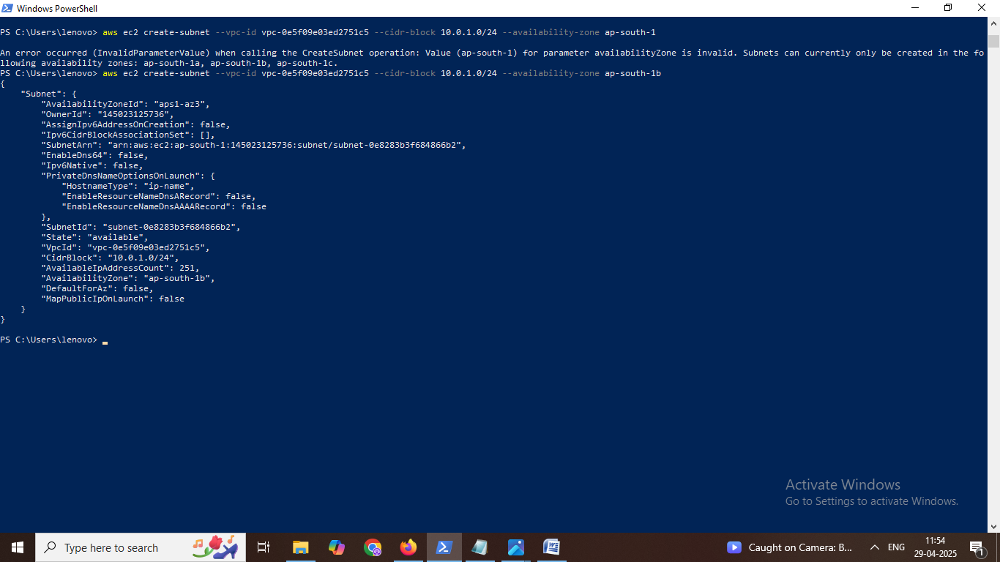 Windows PowerShell
PS C:\Users\lenovo> aws ec2 create-subnet --vpc-id vpc-0e5f09e03ed2751c5 --cidr-block 10.0.1.0/24 --availability-zone ap-south-1
An error occurred (InvalidParameterValue) when calling the CreateSubnet operation: Value (ap-south-1) for parameter availabilityZone is invalid. Subnets can currently only be created in the fo
llowing availability zones: ap-south-1a, ap-south-1b, ap-south-1c.
PS C:\Users\lenovo> aws ec2 create-subnet --vpc-id vpc-0e5f09e03ed2751c5 --cidr-block 10.0.1.0/24 --availability-zone ap-south-1b
{
    "Subnet": {
        "AvailabilityZoneId": "aps1-az3",
        "OwnerId": "145023125736",
        "AssignIpv6AddressOnCreation": false,
        "Ipv6CidrBlockAssociationSet": [],
        "SubnetArn": "arn:aws:ec2:ap-south-1:145023125736:subnet/subnet-0e8283b3f684866b2",
        "EnableDns64": false,
        "Ipv6Native": false,
        "PrivateDnsNameOptionsOnLaunch": {
            "HostnameType": "ip-name",
            "EnableResourceNameDnsARecord": false,
            "EnableResourceNameDnsAAAARecord": false
        },
        "SubnetId": "subnet-0e8283b3f684866b2",
        "State": "available",
        "VpcId": "vpc-0e5f09e03ed2751c5",
        "CidrBlock": "10.0.1.0/24",
        "AvailableIpAddressCount": 251,
        "AvailabilityZone": "ap-south-1b",
        "DefaultForAz": false,
        "MapPublicIpOnLaunch": false
    }
}
PS C:\Users\lenovo>
Activate Windows
Go to Settings to activate Windows.
Type here to search
Caught on Camera: B...
ENG
11:54
29-04-2025
1